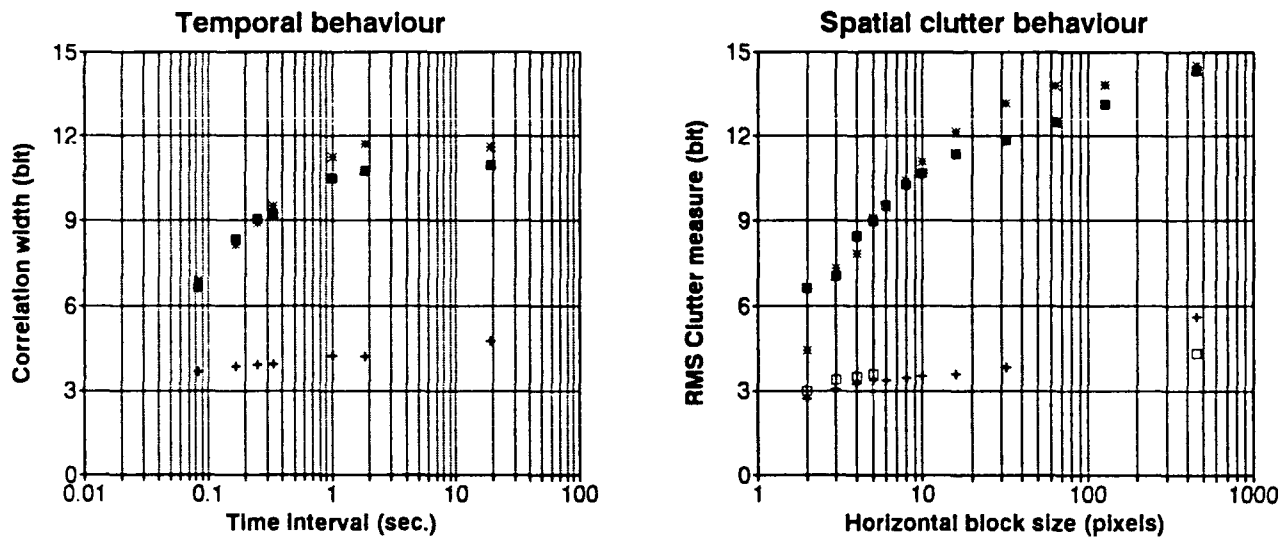 Temporal behaviour
15
12
9
6
3
0
Correlation width (bit)
0.01 0.1 1 10 100
Time interval (sec.)
Spatial clutter behaviour
15
12
9
6
3
0
RMS Clutter measure (bit)
1 10 100 1000
Horizontal block size (pixels)